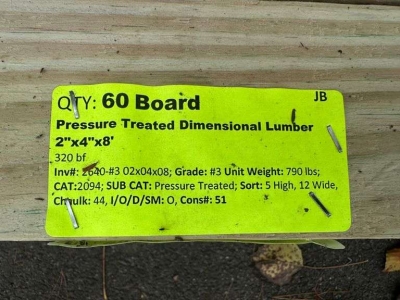 QTY: 60 Board
JB
Pressure Treated Dimensional Lumber
2"x4"x8'
320 bf
Inv#: 2640-#3 02x04x08; Grade: #3 Unit Weight: 790 lbs;
CAT:2094; SUB CAT: Pressure Treated; Sort: 5 High, 12 Wide,
Chaulk: 44, I/O/D/SM: O, Cons#: 51